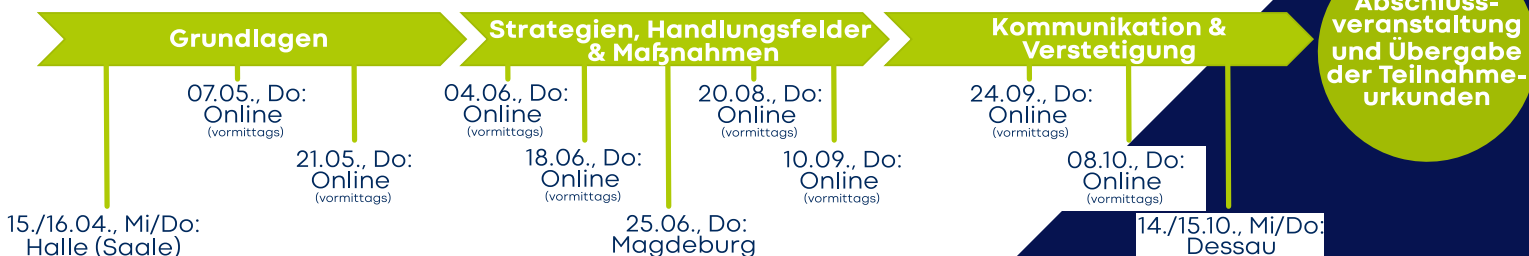 Grundlagen
15./16.04., Mi/Do:
Halle (Saale)
07.05., Do:
Online
(vormittags)
21.05., Do:
Online
(vormittags)
Strategien, Handlungsfelder
& Maßnahmen
04.06., Do:
Online
(vormittags)
18.06., Do:
Online
(vormittags)
25.06., Do:
Magdeburg
20.08., Do:
Online
(vormittags)
10.09., Do:
Online
(vormittags)
Kommunikation &
Verstetigung
24.09., Do:
Online
(vormittags)
08.10., Do:
Online
(vormittags)
14./15.10., Mi/Do:
Dessau
Abschluss-
veranstaltung
und Übergabe
der Teilnahme-
urkunden